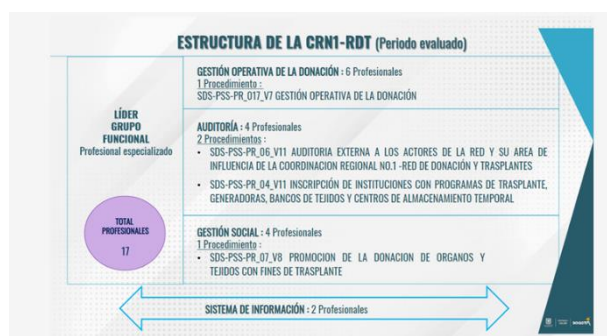 ESTRUCTURA DE LA CRN1-RDT (Periodo evaluado)
LÍDER
GRUPO
FUNCIONAL
Profesional especializado
TOTAL
PROFESIONALES
17
GESTIÓN OPERATIVA DE LA DONACIÓN : 6 Profesionales
1 Procedimiento :
SDS-PSS-PR_017_V7 GESTIÓN OPERATIVA DE LA DONACIÓN
AUDITORÍA : 4 Profesionales
2 Procedimientos :
• SDS-PSS-PR_06_V11 AUDITORIA EXTERNA A LOS ACTORES DE LA RED Y SU AREA DE
INFLUENCIA DE LA COORDINACION REGIONAL NO.1 -RED DE DONACIÓN Y TRASPLANTES
• SDS-PSS-PR_04_V11 INSCRIPCIÓN DE INSTITUCIONES CON PROGRAMAS DE TRASPLANTE,
GENERADORAS, BANCOS DE TEJIDOS Y CENTROS DE ALMACENAMIENTO TEMPORAL
GESTIÓN SOCIAL : 4 Profesionales
1 Procedimiento :
• SDS-PSS-PR_07_V8 PROMOCION DE LA DONACION DE ORGANOS Y
TEJIDOS CON FINES DE TRASPLANTE
SISTEMA DE INFORMACIÓN : 2 Profesionales
BOGOTÁ